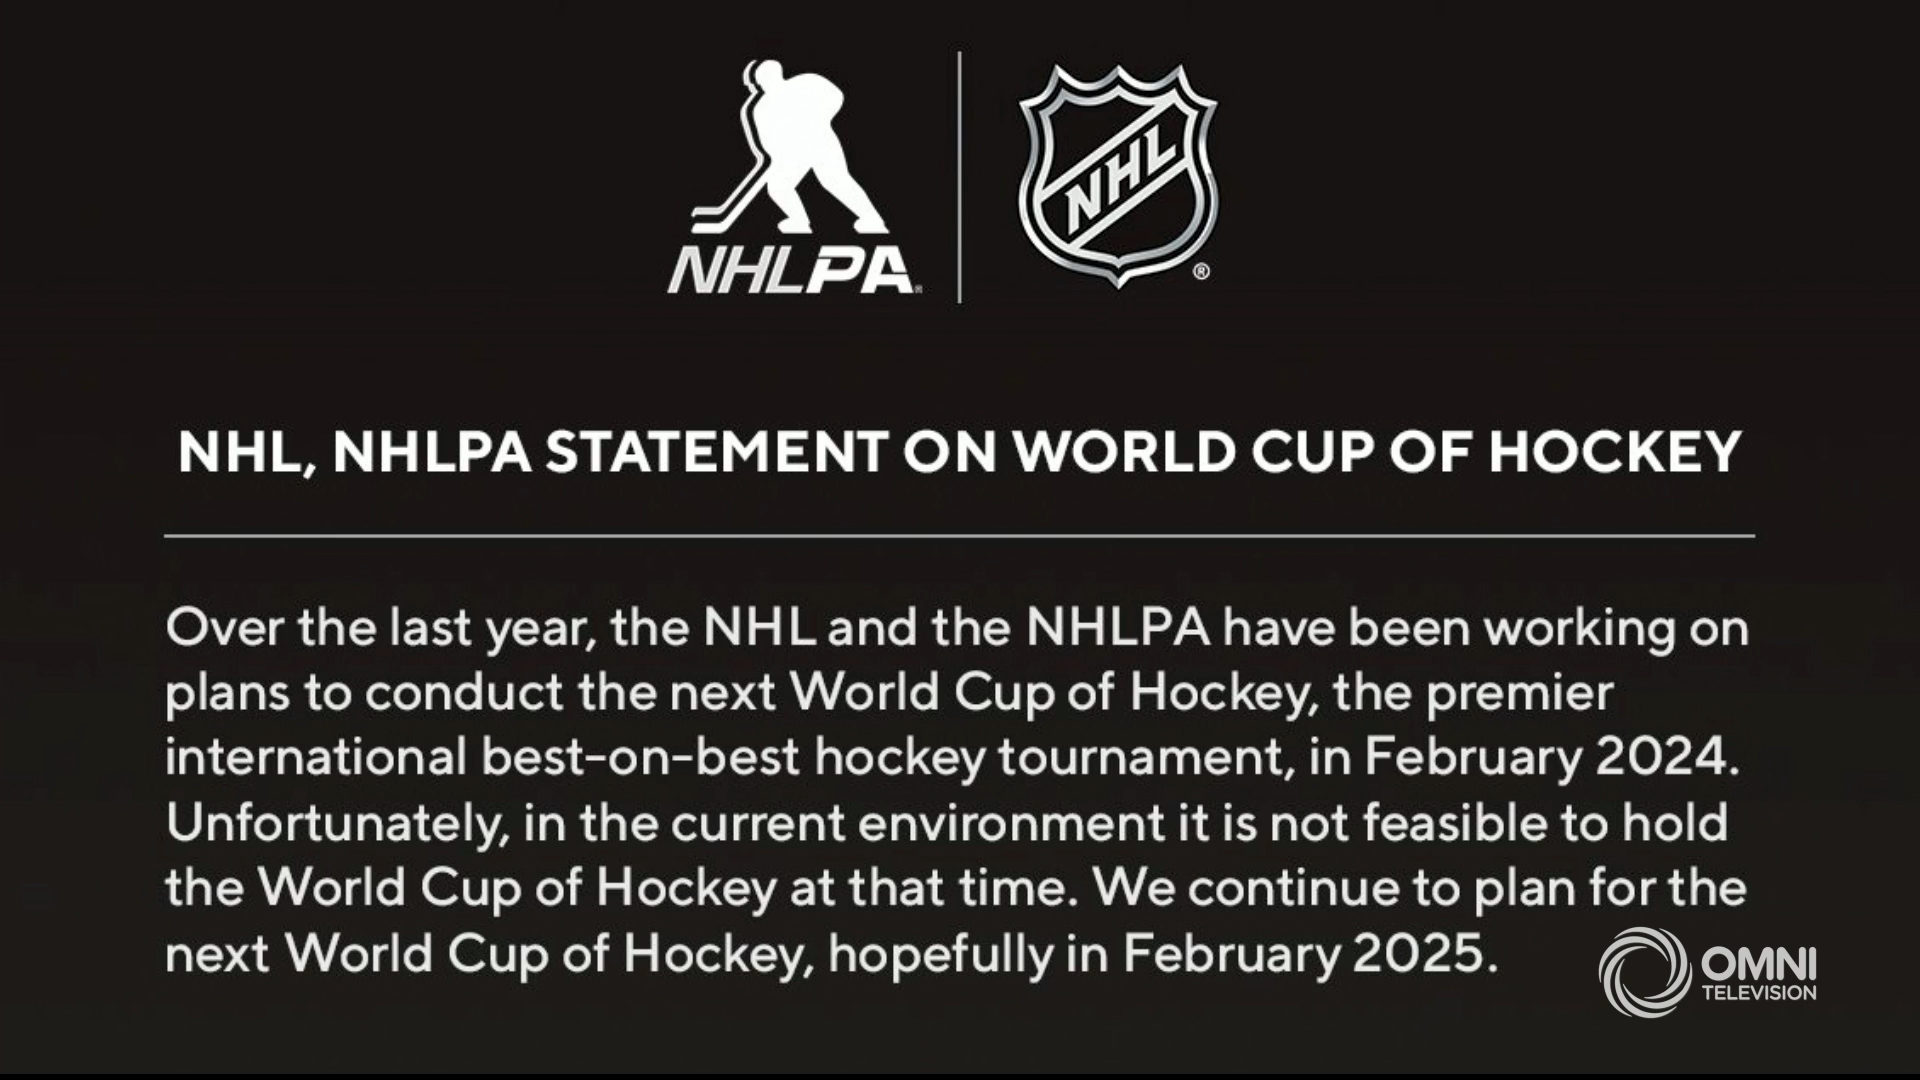 NHLPA
NHL
NHL, NHLPA STATEMENT ON WORLD CUP OF HOCKEY
Over the last year, the NHL and the NHLPA have been working on
plans to conduct the next World Cup of Hockey, the premier
international best-on-best hockey tournament, in February 2024.
Unfortunately, in the current environment it is not feasible to hold
the World Cup of Hockey at that time. We continue to plan for the
next World Cup of Hockey, hopefully in February 2025.
OMNI
TELEVISION